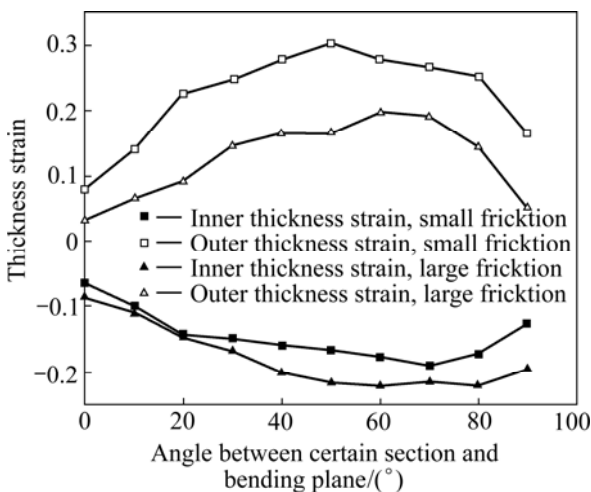 0.3
0.2
0.1
0
−0.1
−0.2
Thickness strain
Inner thickness strain, small fricktion
Outer thickness strain, small fricktion
Inner thickness strain, large fricktion
Outer thickness strain, large fricktion
0 20 40 60 80 100
Angle between certain section and
bending plane/(°)